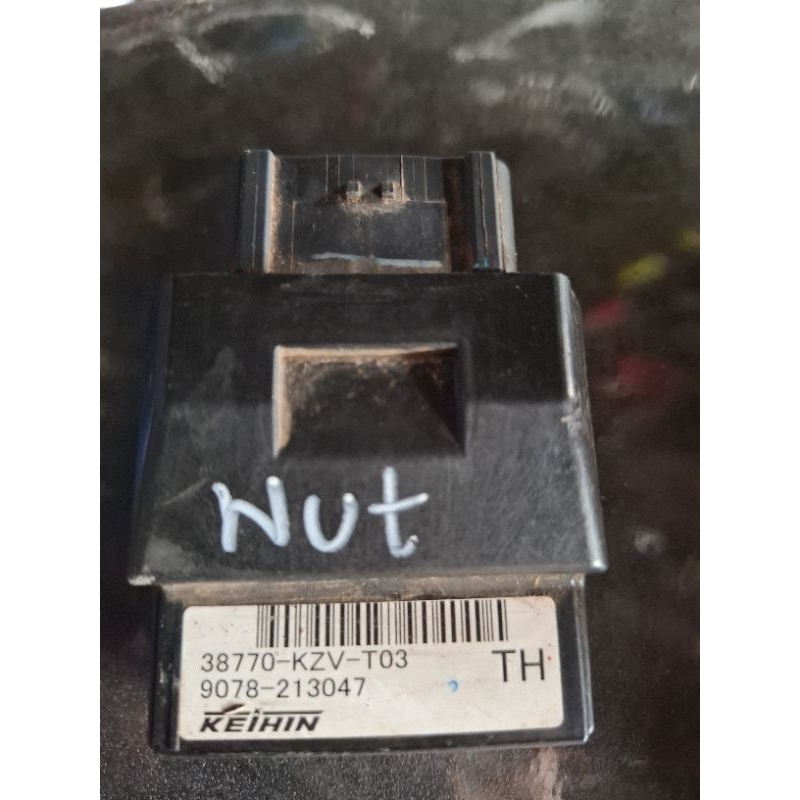 Nut
38770-KZV-T03
TH
9078-213047
KEIHIN